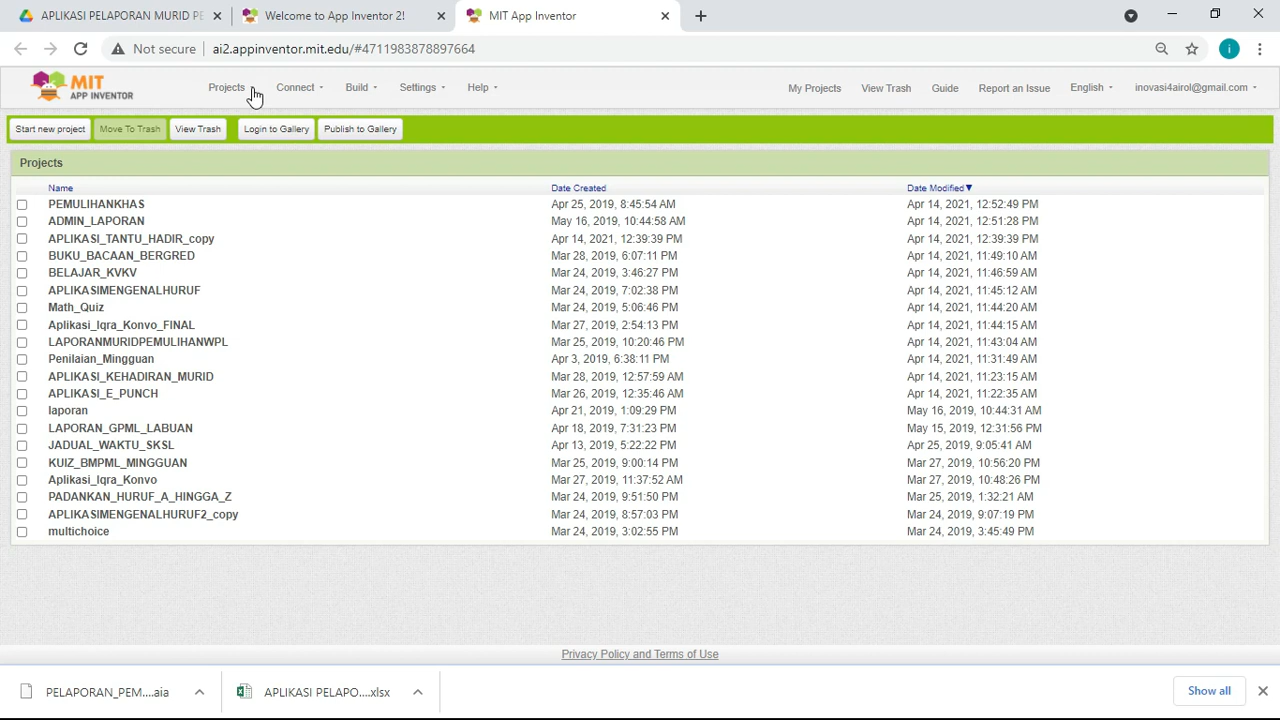 APLIKASI PELAPORAN MURID PE
Welcome to App Inventor 2!
MIT App Inventor
Not secure
ai2.appinventor.mit.edu/#4711983878897664
i
MIT
APP INVENTOR
Projects
Connect
Build
Settings
Help
My Projects
View Trash
Guide
Report an Issue
English
inovasi4airol@gmail.com
Start new project
Move To Trash
View Trash
Login to Gallery
Publish to Gallery
Projects
Name Date Created Date Modified▼
PEMULIHANKHAS Apr 25, 2019, 8:45:54 AM Apr 14, 2021, 12:52:49 PM
ADMIN_LAPORAN May 16, 2019, 10:44:58 AM Apr 14, 2021, 12:51:28 PM
APLIKASI_TANTU_HADIR_copy Apr 14, 2021, 12:39:39 PM Apr 14, 2021, 12:39:39 PM
BUKU_BACAAN_BERGRED Mar 28, 2019, 6:07:11 PM Apr 14, 2021, 11:49:10 AM
BELAJAR_KVKV Mar 24, 2019, 3:46:27 PM Apr 14, 2021, 11:46:59 AM
APLIKASIMENGENALHURUF Mar 24, 2019, 7:02:38 PM Apr 14, 2021, 11:45:12 AM
Math_Quiz Mar 24, 2019, 5:06:46 PM Apr 14, 2021, 11:44:20 AM
Aplikasi_Iqra_Konvo_FINAL Mar 27, 2019, 2:54:13 PM Apr 14, 2021, 11:44:15 AM
LAPORANMURIDPEMULIHANWPL Mar 25, 2019, 10:20:46 PM Apr 14, 2021, 11:43:04 AM
Penilaian_Mingguan Apr 3, 2019, 6:38:11 PM Apr 14, 2021, 11:31:49 AM
APLIKASI_KEHADIRAN_MURID Mar 28, 2019, 12:57:59 AM Apr 14, 2021, 11:23:15 AM
APLIKASI_E_PUNCH Mar 26, 2019, 12:35:46 AM Apr 14, 2021, 11:22:35 AM
laporan Apr 21, 2019, 1:09:29 PM May 16, 2019, 10:44:31 AM
LAPORAN_GPML_LABUAN Apr 18, 2019, 7:31:23 PM May 15, 2019, 12:31:56 PM
JADUAL_WAKTU_SKSL Apr 13, 2019, 5:22:22 PM Apr 25, 2019, 9:05:41 AM
KUIZ_BMPML_MINGGUAN Mar 25, 2019, 9:00:14 PM Mar 27, 2019, 10:56:20 PM
Aplikasi_Iqra_Konvo Mar 27, 2019, 11:37:52 AM Mar 27, 2019, 10:48:26 PM
PADANKAN_HURUF_A_HINGGA_Z Mar 24, 2019, 9:51:50 PM Mar 25, 2019, 1:32:21 AM
APLIKASIMENGENALHURUF2_copy Mar 24, 2019, 8:57:03 PM Mar 24, 2019, 9:07:19 PM
multichoice Mar 24, 2019, 3:02:55 PM Mar 24, 2019, 3:45:49 PM
Privacy Policy and Terms of Use
PELAPORAN_PEM....aia
APLIKASI PELAPO....xlsx
Show all